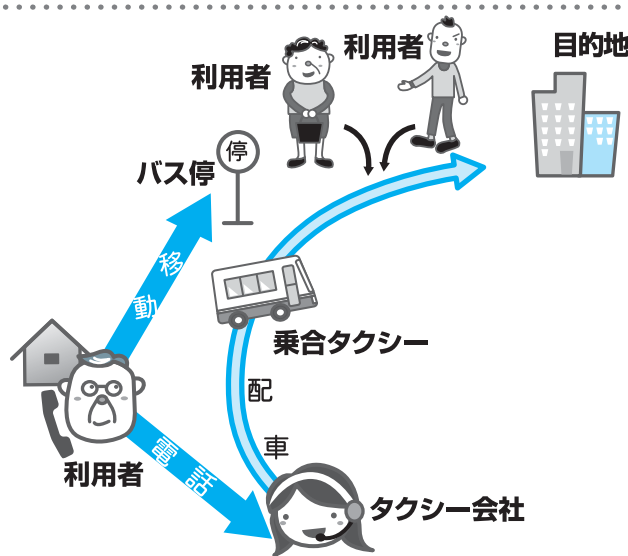 利用者
利用者
目的地
停
バス停
移動
乗合タクシー
配車
利用者
電話
タクシー会社